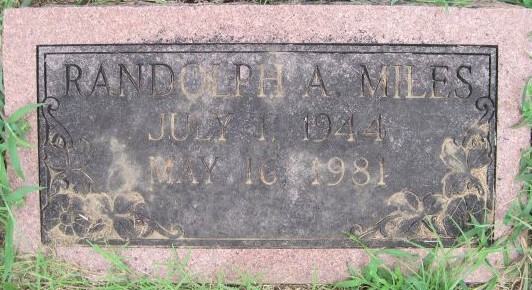 RANDOLPH A. MILES
JULY 1, 1944
MAY 16, 1981